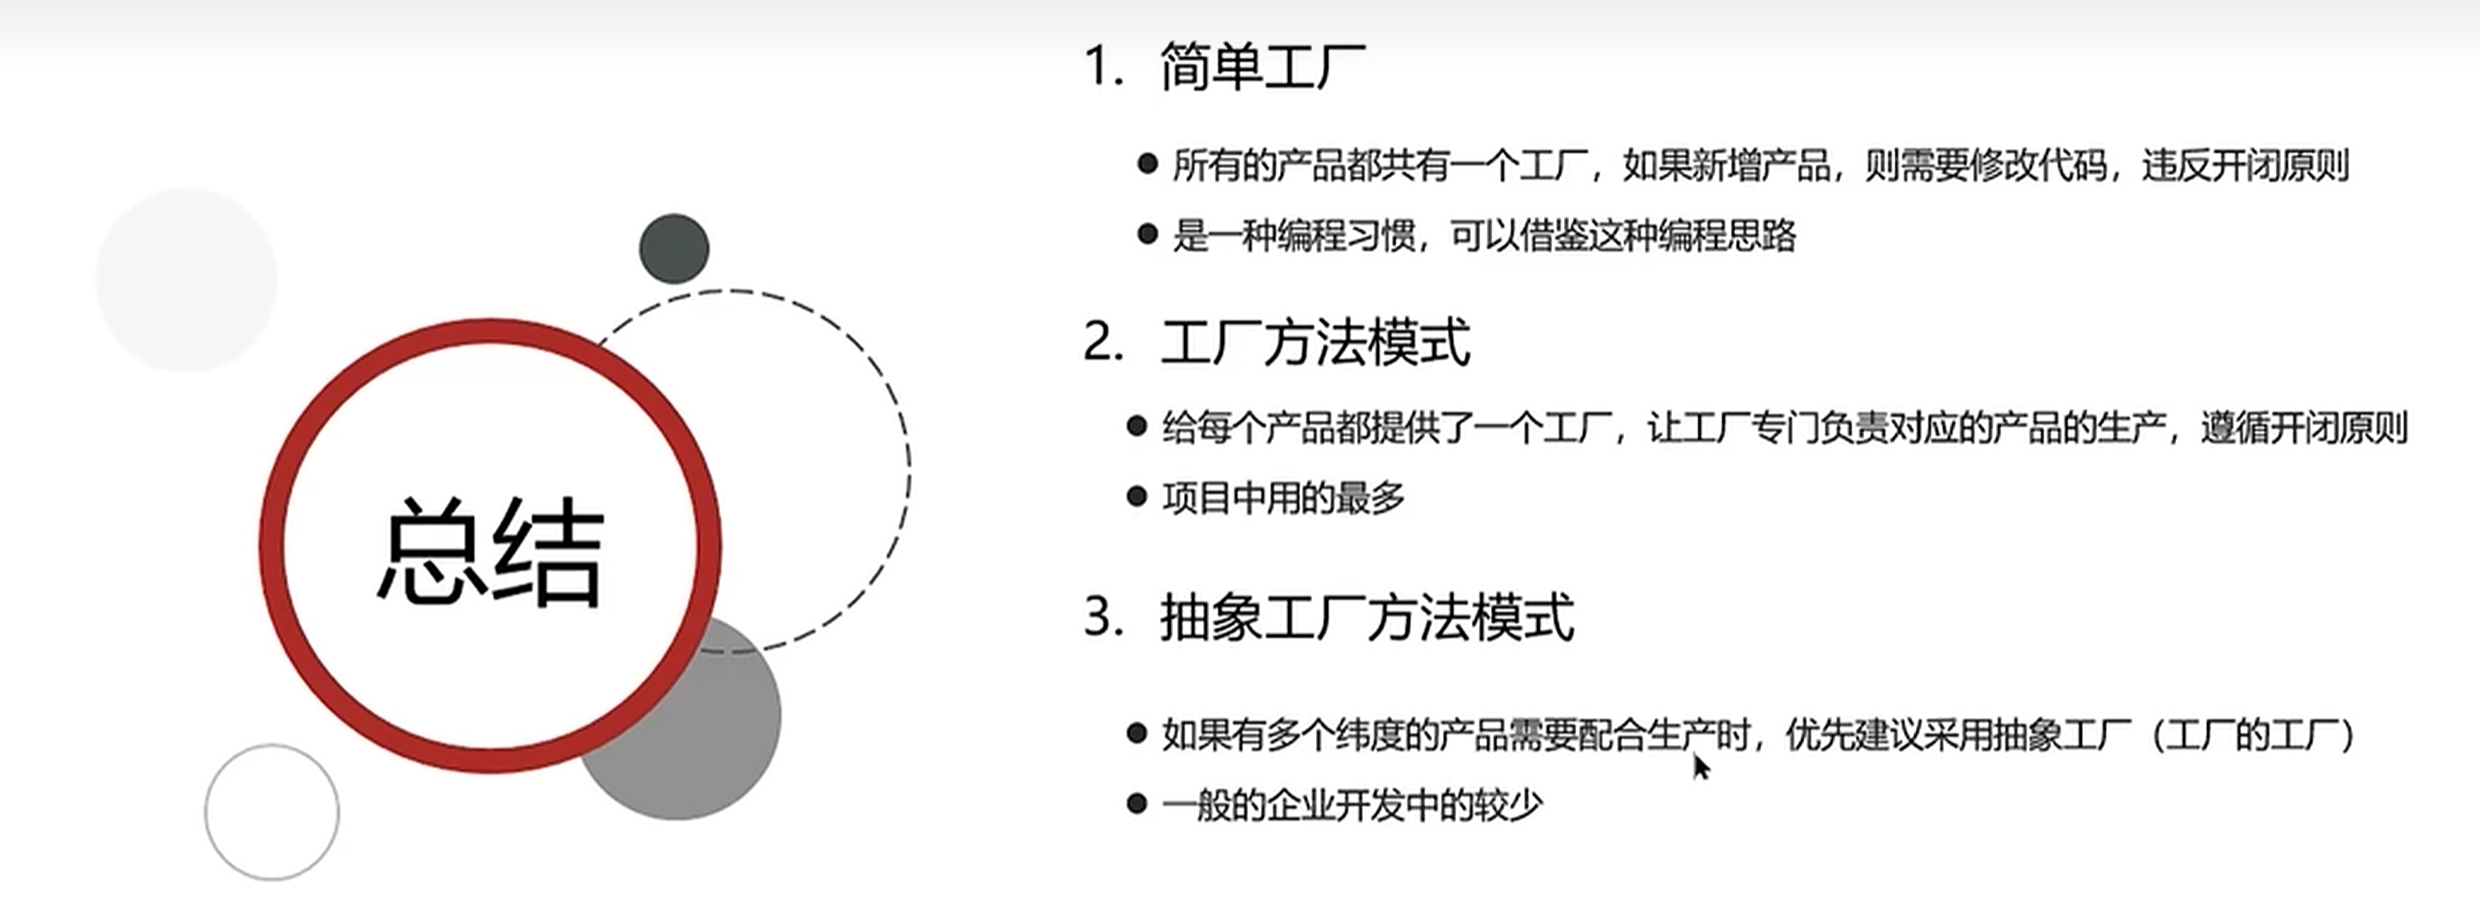 总结
1. 简单工厂
● 所有的产品都共有一个工厂，如果新增产品，则需要修改代码，违反开闭原则
● 是一种编程习惯，可以借鉴这种编程思路
2. 工厂方法模式
● 给每个产品都提供了一个工厂，让工厂专门负责对应的产品的生产，遵循开闭原则
● 项目中用的最多
3. 抽象工厂方法模式
● 如果有多个纬度的产品需要配合生产时，优先建议采用抽象工厂（工厂的工厂）
● 一般的企业开发中的较少